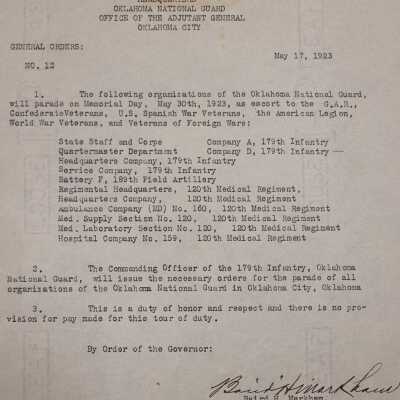 HEADQUARTERS
OKLAHOMA NATIONAL GUARD
OFFICE OF THE ADJUTANT GENERAL
OKLAHOMA CITY
GENERAL ORDERS:
May 17, 1923
NO. 12
1. The following organizations of the Oklahoma National Guard,
will parade on Memorial Day, May 30th, 1923, as escort to the G.A.R.,
ConfederateVeterans, U.S. Spanish War Veterans, the American Legion,
World War Veterans, and Veterans of Foreign Wars:
State Staff and Corps Company A, 179th Infantry
Quartermaster Department Company D, 179th Infantry —
Headquarters Company, 179th Infantry
Service Company, 179th Infantry
Battery F, 189th Field Artillery
Regimental Headquarters, 120th Medical Regiment,
Headquarters Company, 120th Medical Regiment
Ambulance Company (MD) No. 160, 120th Medical Regiment
Med. Supply Section No. 120, 120th Medical Regiment
Med. Laboratory Section No. 120, 120th Medical Regiment
Hospital Company No. 159, 120th Medical Regiment
2. The Commanding Officer of the 179th Infantry, Oklahoma
National Guard, will issue the necessary orders for the parade of all
organizations of the Oklahoma National Guard in Oklahoma City, Oklahoma
3. This is a duty of honor and respect and there is no pro-
vision for pay made for this tour of duty.
By Order of the Governor:
Baird H Markham
Baird H. Markham